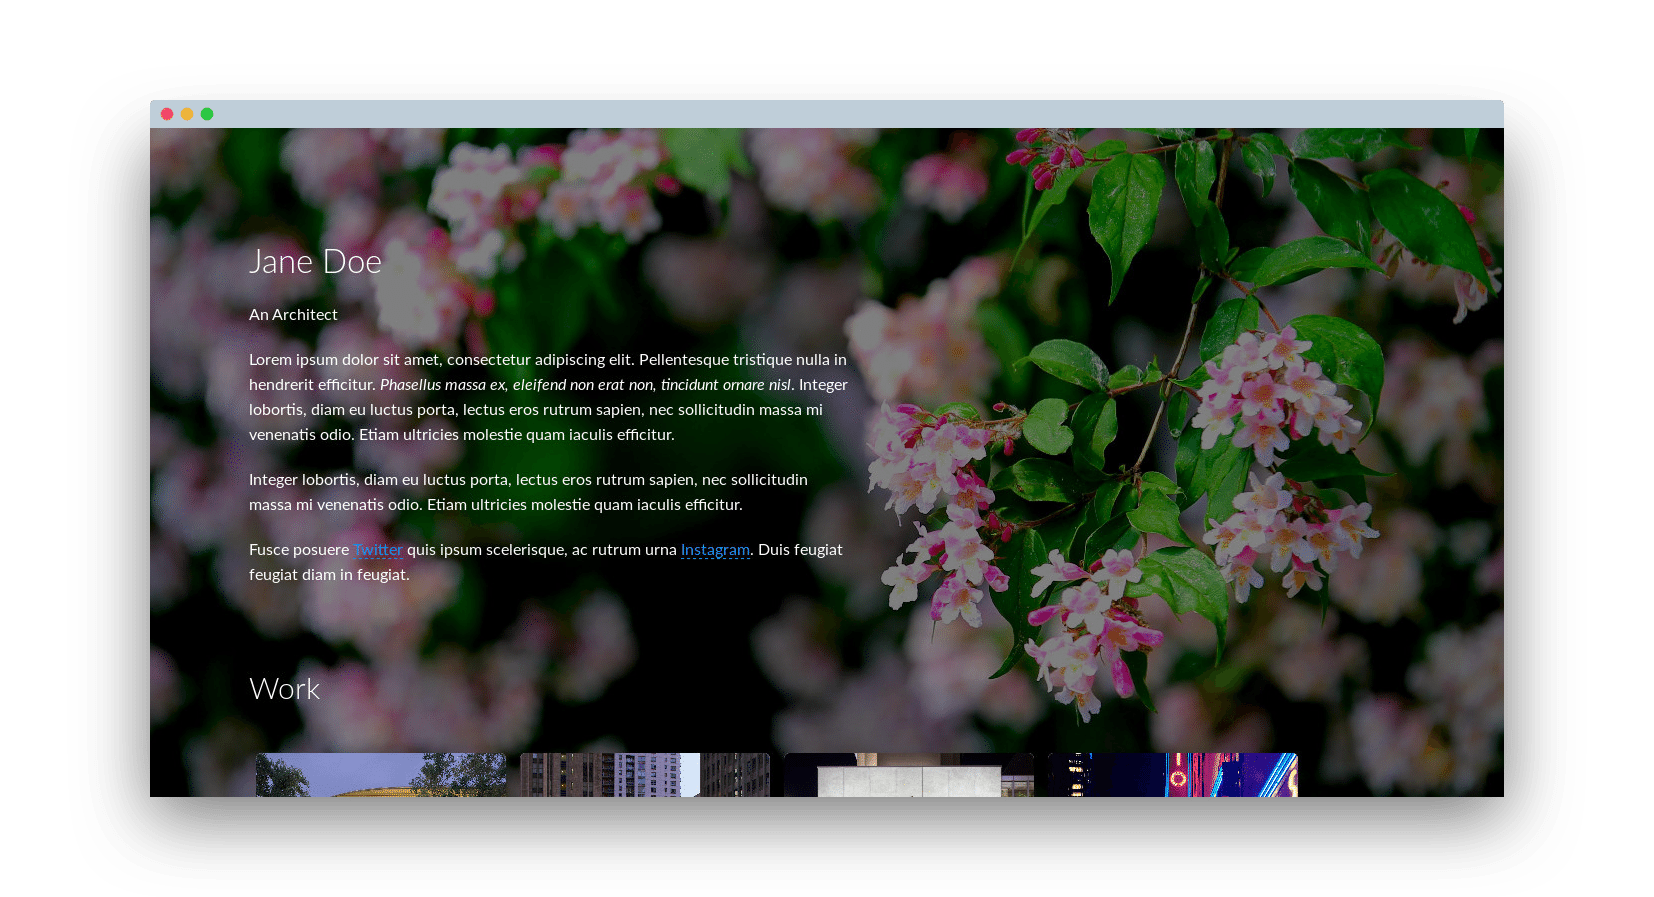 Jane Doe
An Architect
Lorem ipsum dolor sit amet, consectetur adipiscing elit. Pellentesque tristique nulla in
hendrerit efficitur. Phasellus massa ex, eleifend non erat non, tincidunt ornare nisl. Integer
lobortis, diam eu luctus porta, lectus eros rutrum sapien, nec sollicitudin massa mi
venenatis odio. Etiam ultricies molestie quam iaculis efficitur.
Integer lobortis, diam eu luctus porta, lectus eros rutrum sapien, nec sollicitudin
massa mi venenatis odio. Etiam ultricies molestie quam iaculis efficitur.
Fusce posuere Twitter quis ipsum scelerisque, ac rutrum urna Instagram. Duis feugiat
feugiat diam in feugiat.
Work